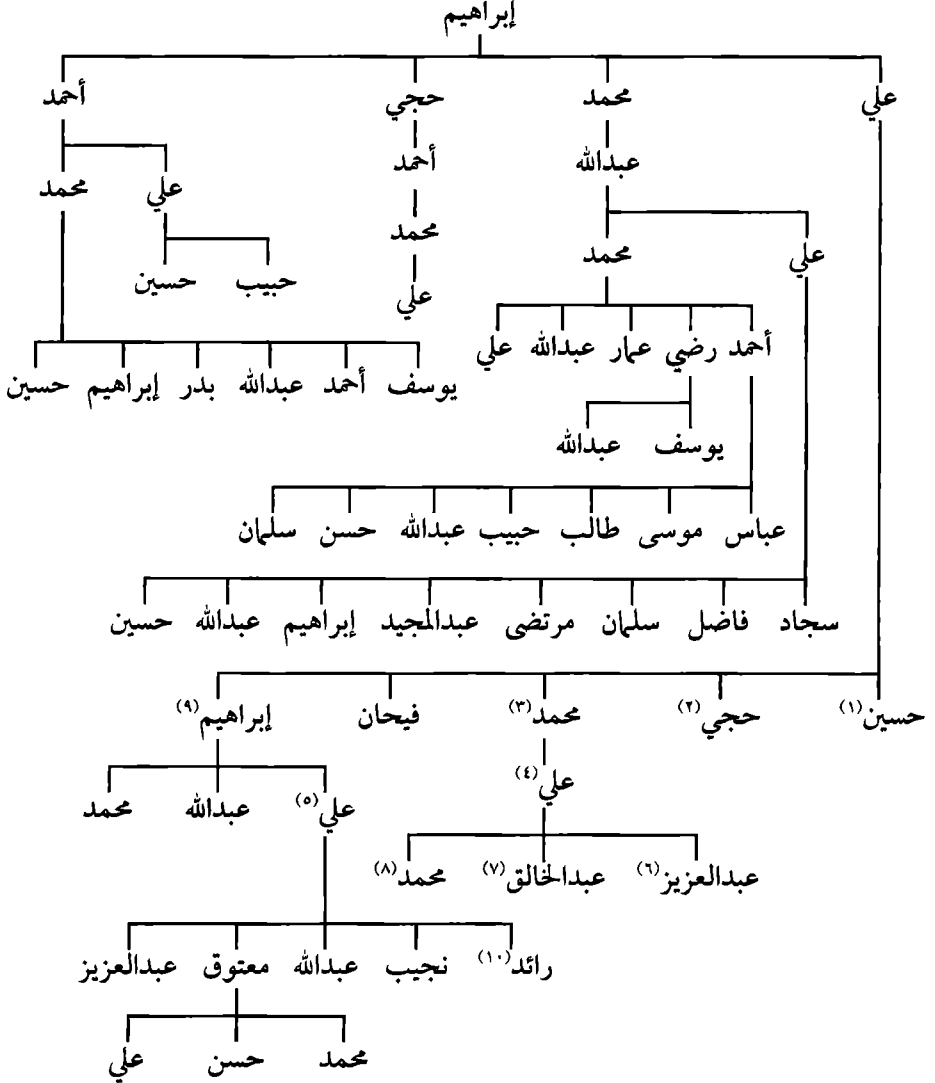 إبراهيم
علي محمد حجي أحمد
عبدالله أحمد
علي محمد
محمد
علي محمد
حبيب حسين
علي
أحمد رضي عمار عبدالله علي
يوسف أحمد عبدالله بدر إبراهيم حسين
يوسف عبدالله
عباس موسى طالب حبيب عبدالله حسن سلمان
سجاد فاضل سلمان مرتضى عبدالمجيد إبراهيم عبدالله حسين
حسين(١) حجي(٢) محمد(٣) فيحان إبراهيم(٩)
علي(٤)
علي(٥) عبدالله محمد
عبدالعزيز(٦) عبدالخالق(٧) محمد(٨)
رائد(١٠) نجيب عبدالله معتوق عبدالعزيز
محمد حسن علي